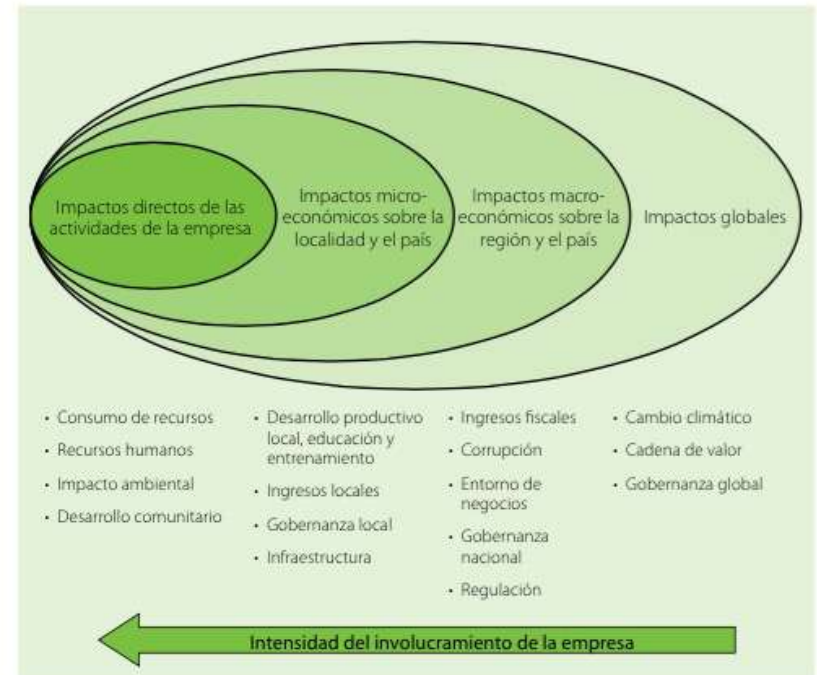 Impactos directos de las
actividades de la empresa
Impactos micro-
económicos sobre la
localidad y el país
Impactos macro-
económicos sobre la
región y el país
Impactos globales
• Consumo de recursos
• Recursos humanos
• Impacto ambiental
• Desarrollo comunitario
• Desarrollo productivo
local, educación y
entrenamiento
• Ingresos locales
• Gobernanza local
• Infraestructura
• Ingresos fiscales
• Corrupción
• Entorno de
negocios
• Gobernanza
nacional
• Regulación
• Cambio climático
• Cadena de valor
• Gobernanza global
Intensidad del involucramiento de la empresa